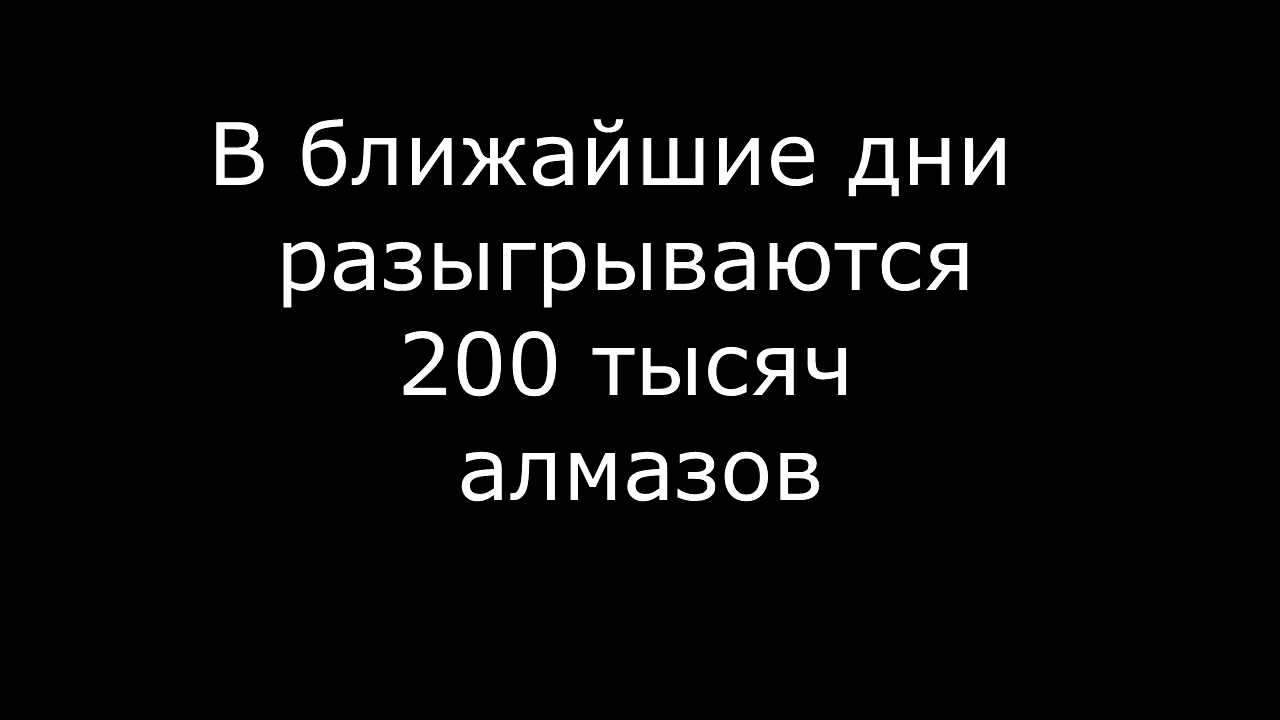 В ближайшие дни
разыгрываются
200 тысяч
алмазов